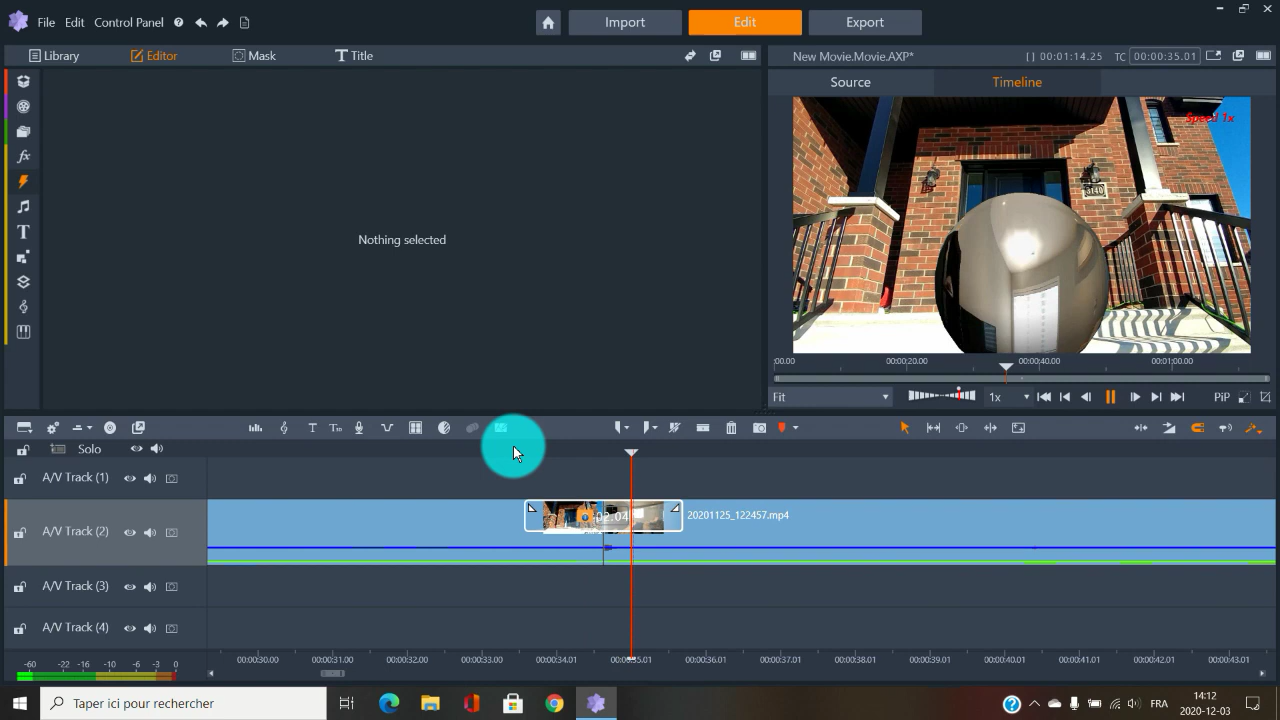 File Edit Control Panel
Import
Edit
Export
Library
Editor
Mask
Title
New Movie.Movie.AXP*
[ ] 00:01:14.25
TC 00:00:35.01
Source
Timeline
Nothing selected
Speed 1x
3140
:00.00
00:00:20.00
00:00:40.00
00:01:00.00
Fit
1x
PiP
Solo
A/V Track (1)
A/V Track (2)
02.04
20201125_122457.mp4
A/V Track (3)
A/V Track (4)
00:00:30.00
00:00:31.01
00:00:32.00
00:00:33.00
00:00:34.01
00:00:36.01
00:00:37.01
00:00:38.01
00:00:39.01
00:00:40.01
00:00:41.01
00:00:42.01
00:00:43.01
-60 -22 -16 -10 -6 -3 0
Taper ici pour rechercher
FRA
14:12
2020-12-03